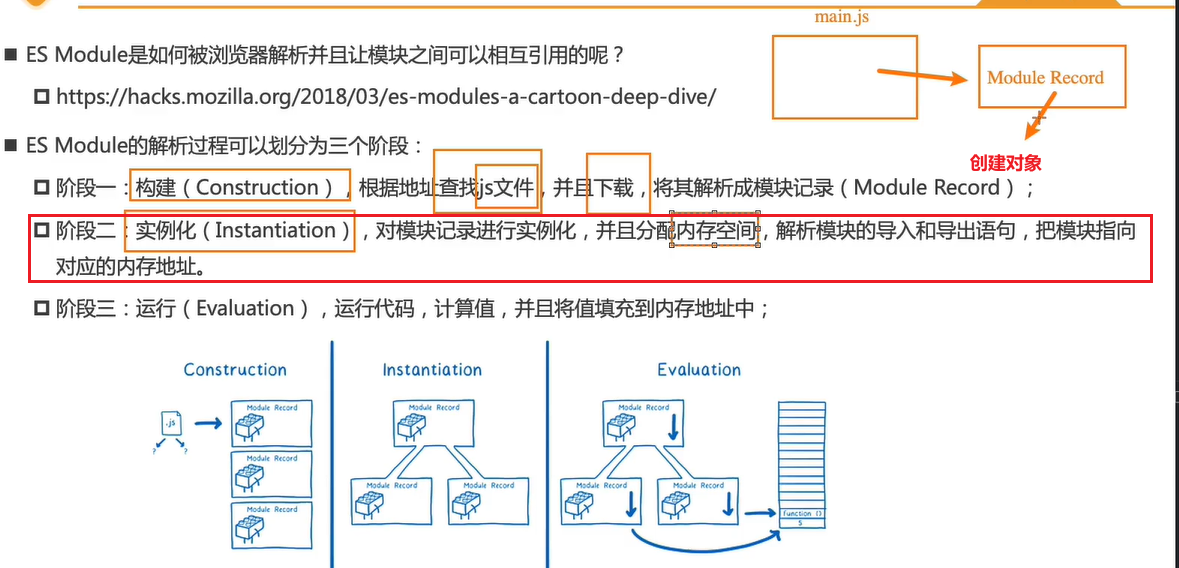 main.js
ES Module是如何被浏览器解析并且让模块之间可以相互引用的呢？
Module Record
https://hacks.mozilla.org/2018/03/es-modules-a-cartoon-deep-dive/
ES Module的解析过程可以划分为三个阶段：
创建对象
阶段一：构建（Construction），根据地址查找js文件，并且下载，将其解析成模块记录（Module Record）；
阶段二：实例化（Instantiation），对模块记录进行实例化，并且分配内存空间，解析模块的导入和导出语句，把模块指向
对应的内存地址。
阶段三：运行（Evaluation），运行代码，计算值，并且将值填充到内存地址中；
Construction
Instantiation
Evaluation
.js
? ?
Module Record
Module Record
Module Record
Module Record
Module Record
Module Record
Module Record
Module Record
Module Record
function ()
5